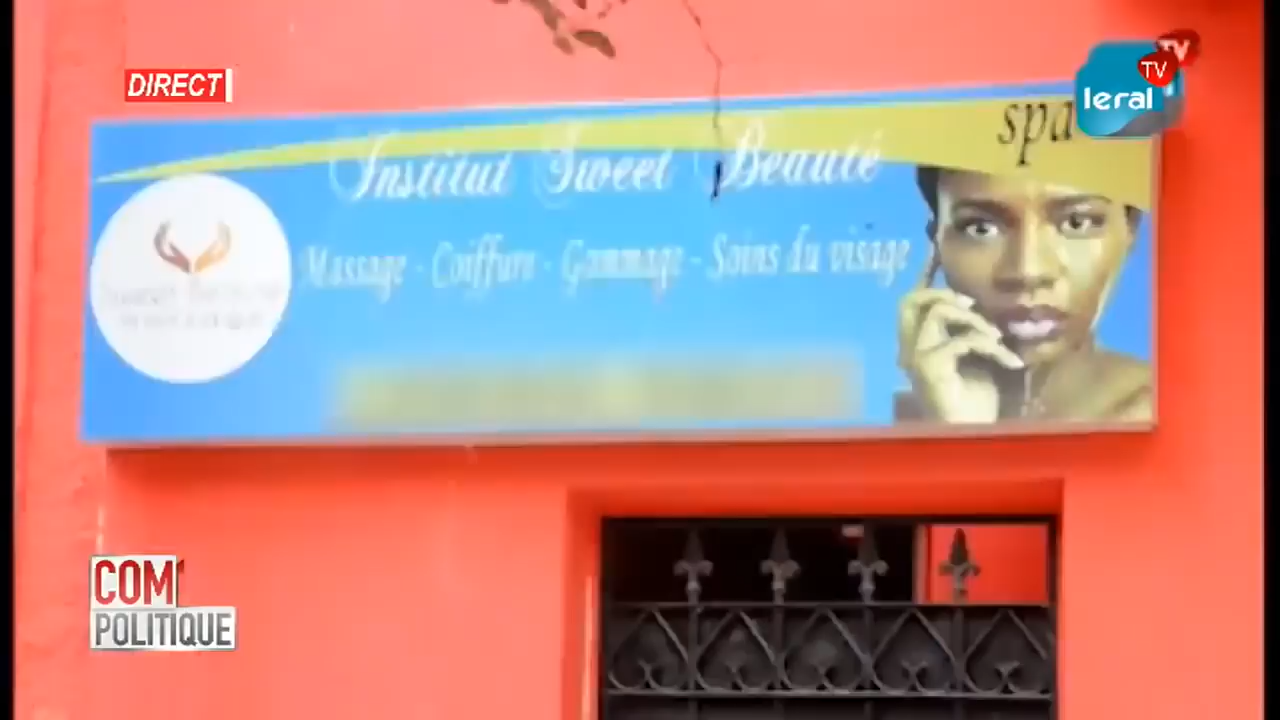 DIRECT
TV
leral
TV
spa
Institut Sweet Beauté
Massage - Coiffure - Gommage - Soins du visage
COM'
POLITIQUE